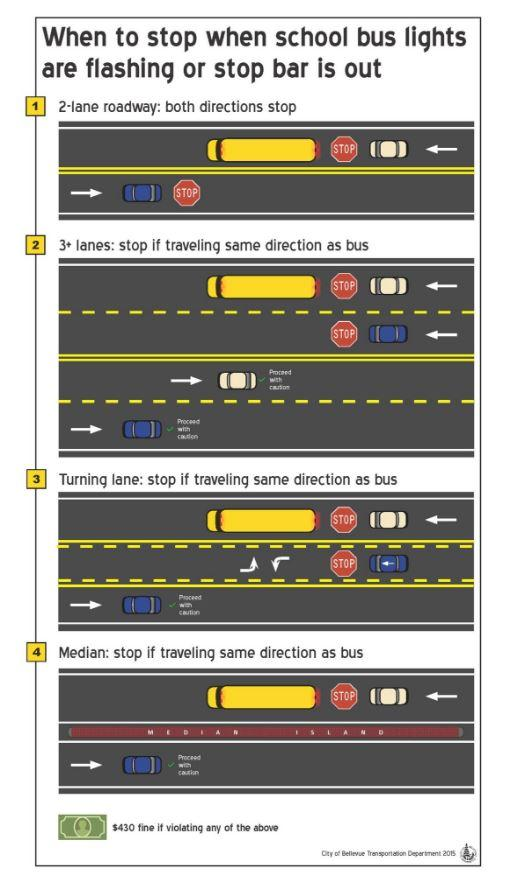 When to stop when school bus lights
are flashing or stop bar is out
1 2-lane roadway: both directions stop
STOP
STOP
2 3+ lanes: stop if traveling same direction as bus
STOP
STOP
Proceed
with
caution
Proceed
with
caution
3 Turning lane: stop if traveling same direction as bus
STOP
STOP
Proceed
with
caution
4 Median: stop if traveling same direction as bus
STOP
MEDIAN ISLAND
Proceed
with
caution
$430 fine if violating any of the above
City of Bellevue Transportation Department 2015